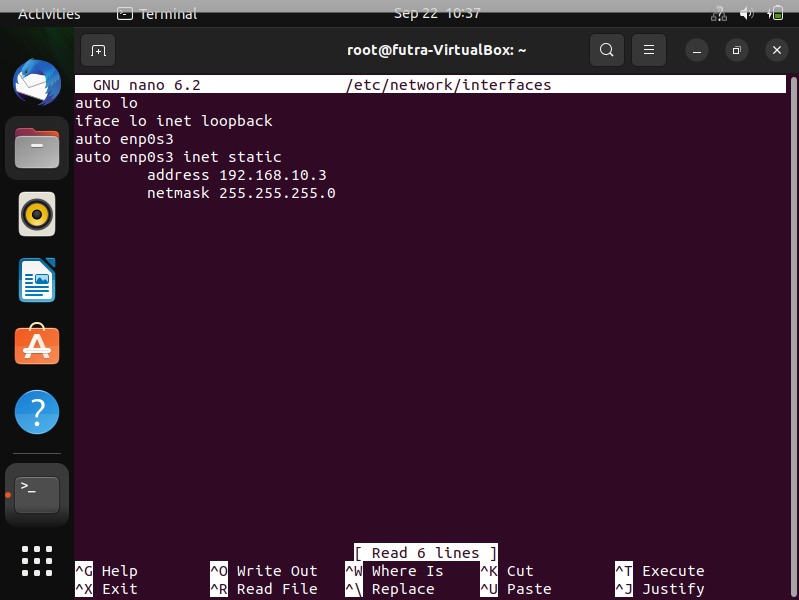 Activities Terminal Sep 22 10:37
root@futra-VirtualBox: ~
GNU nano 6.2 /etc/network/interfaces
auto lo
iface lo inet loopback
auto enp0s3
auto enp0s3 inet static
address 192.168.10.3
netmask 255.255.255.0
[ Read 6 lines ]
^G Help ^O Write Out ^W Where Is ^K Cut ^T Execute
^X Exit ^R Read File ^\ Replace ^U Paste ^J Justify